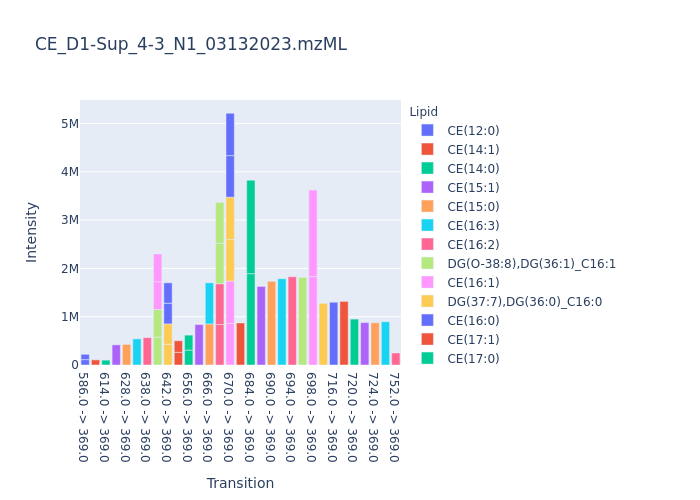 CE_D1-Sup_4-3_N1_03132023.mzML
Lipid
CE(12:0)
CE(14:1)
CE(14:0)
CE(15:1)
CE(15:0)
CE(16:3)
CE(16:2)
DG(O-38:8),DG(36:1)_C16:1
CE(16:1)
DG(37:7),DG(36:0)_C16:0
CE(16:0)
CE(17:1)
CE(17:0)
Intensity
5M
4M
3M
2M
1M
0
586.0 -> 369.0
614.0 -> 369.0
628.0 -> 369.0
638.0 -> 369.0
642.0 -> 369.0
656.0 -> 369.0
666.0 -> 369.0
670.0 -> 369.0
684.0 -> 369.0
690.0 -> 369.0
694.0 -> 369.0
698.0 -> 369.0
716.0 -> 369.0
720.0 -> 369.0
724.0 -> 369.0
752.0 -> 369.0
Transition